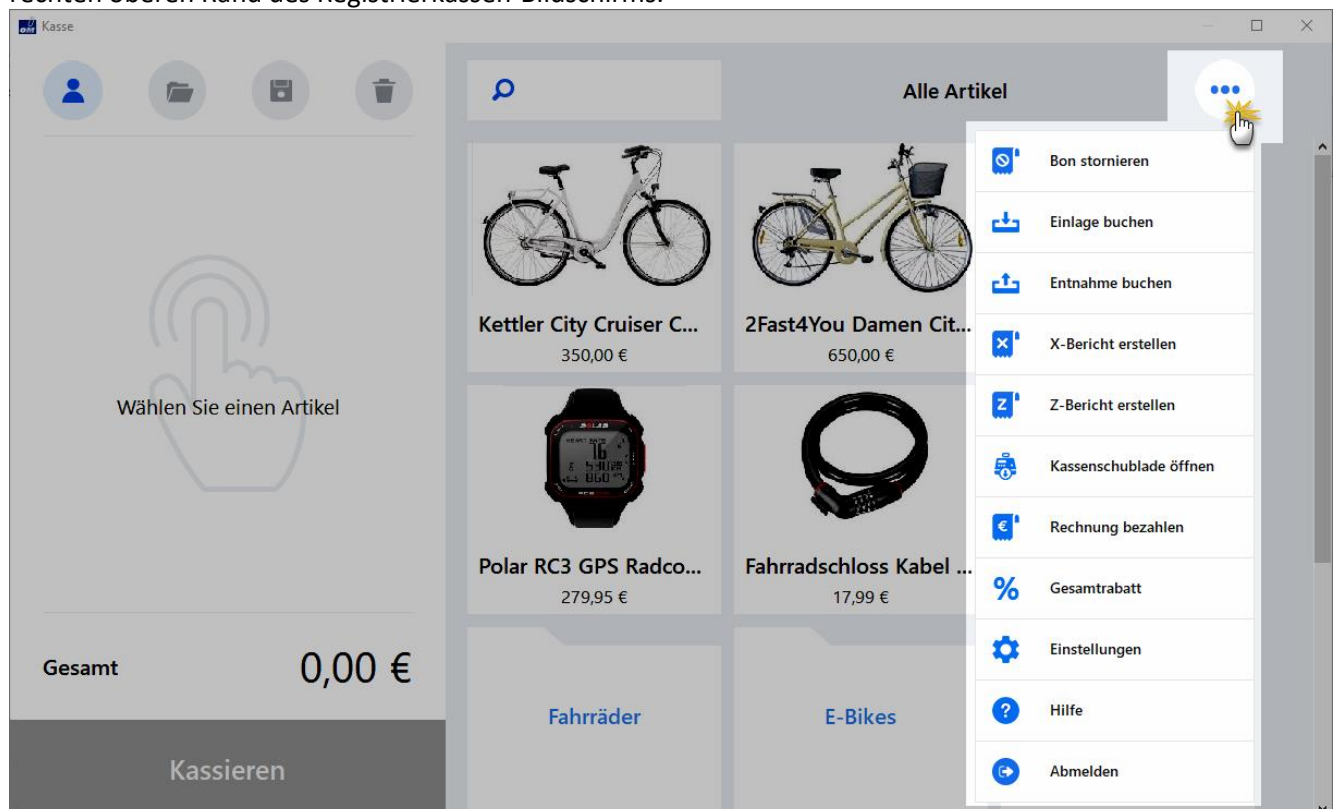 rechten oberen Rand des Registrierkassen-Bildschirms.
Kasse
Alle Artikel
Wählen Sie einen Artikel
Kettler City Cruiser C...
350,00 €
2Fast4You Damen Cit...
650,00 €
Polar RC3 GPS Radco...
279,95 €
Fahrradschloss Kabel ...
17,99 €
Fahrräder
E-Bikes
Gesamt
0,00 €
Kassieren
Bon stornieren
Einlage buchen
Entnahme buchen
X-Bericht erstellen
Z-Bericht erstellen
Kassenschublade öffnen
Rechnung bezahlen
Gesamtrabatt
Einstellungen
Hilfe
Abmelden